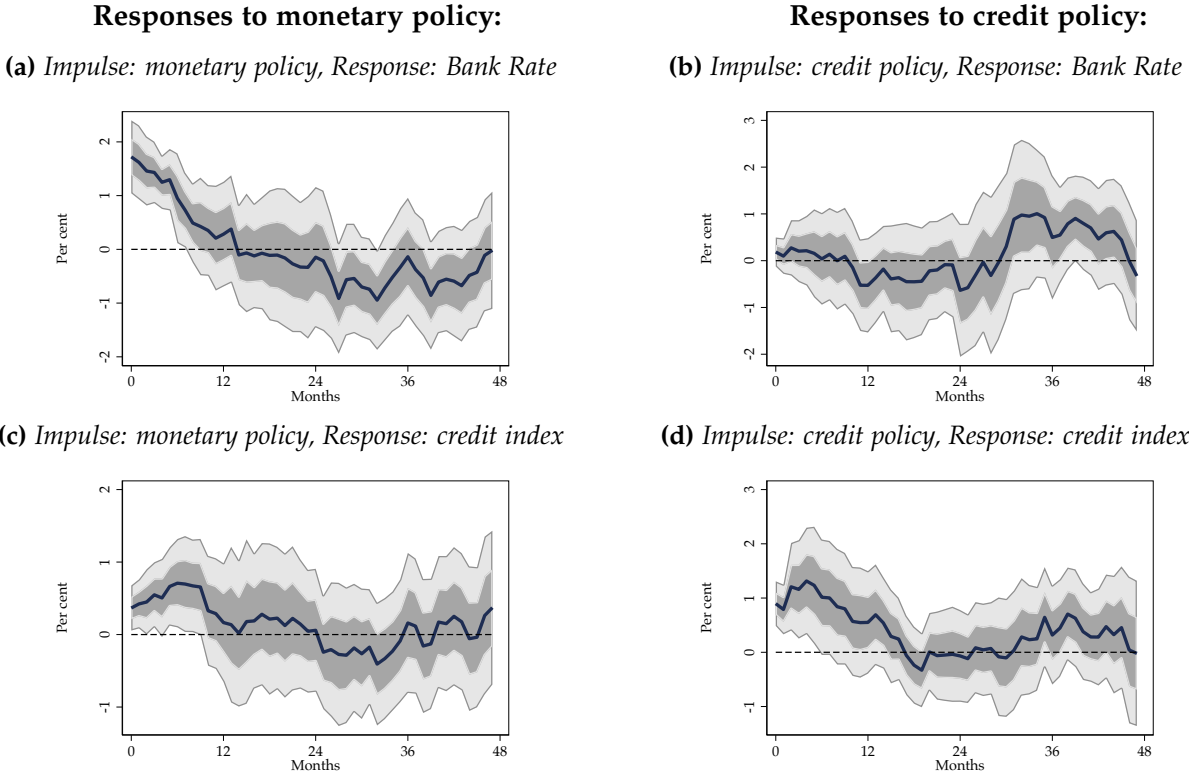 Responses to monetary policy:
Responses to credit policy:
(a) Impulse: monetary policy, Response: Bank Rate
(b) Impulse: credit policy, Response: Bank Rate
Per cent
2
1
0
-1
-2
0 12 24 36 48
Months
Per cent
3
2
1
0
-1
-2
0 12 24 36 48
Months
(c) Impulse: monetary policy, Response: credit index
(d) Impulse: credit policy, Response: credit index
Per cent
2
1
0
-1
0 12 24 36 48
Months
Per cent
3
2
1
0
-1
0 12 24 36 48
Months